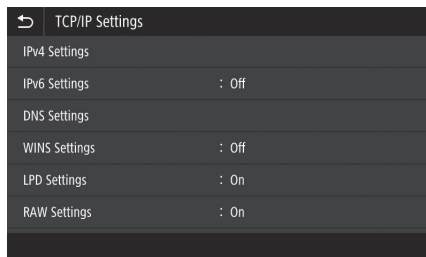 TCP/IP Settings
IPv4 Settings
IPv6 Settings : Off
DNS Settings
WINS Settings : Off
LPD Settings : On
RAW Settings : On